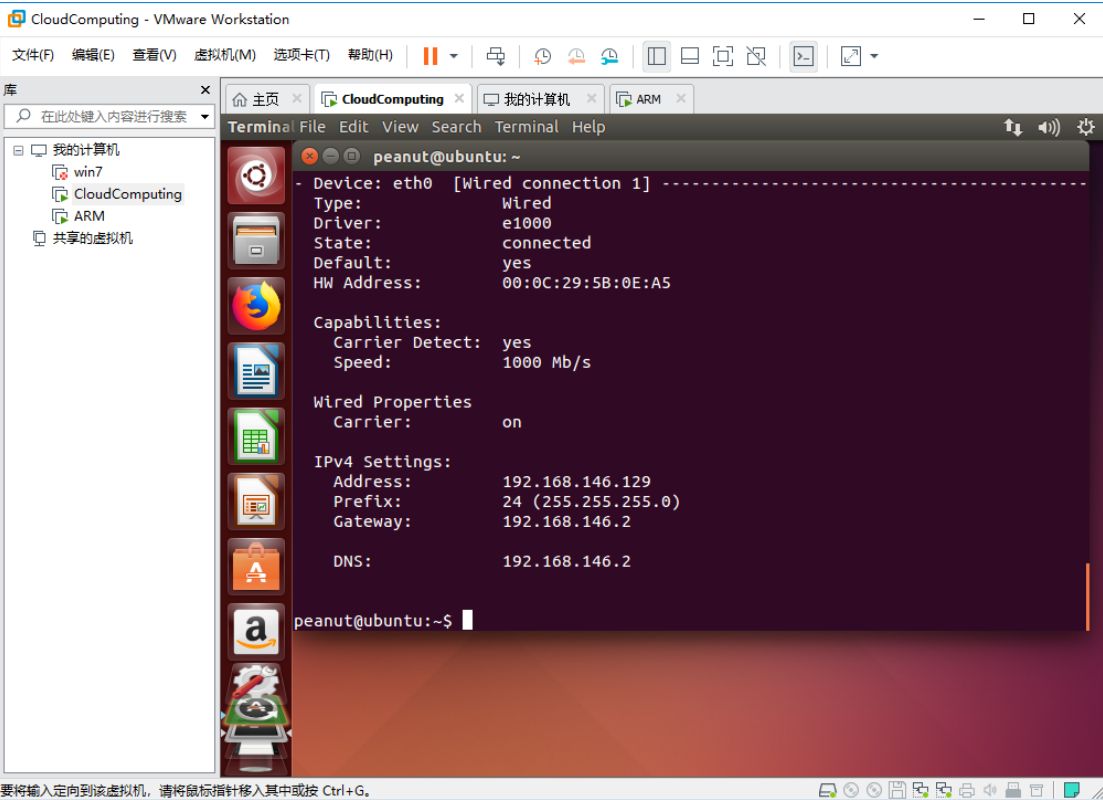 CloudComputing - VMware Workstation
文件(F) 编辑(E) 查看(V) 虚拟机(M) 选项卡(T) 帮助(H)
库
在此处键入内容进行搜索
我的计算机
win7
CloudComputing
ARM
共享的虚拟机
主页 CloudComputing 我的计算机 ARM
Terminal File Edit View Search Terminal Help
peanut@ubuntu: ~
- Device: eth0 [Wired connection 1] -------------------------------------------
Type: Wired
Driver: e1000
State: connected
Default: yes
HW Address: 00:0C:29:5B:0E:A5
Capabilities:
Carrier Detect: yes
Speed: 1000 Mb/s
Wired Properties
Carrier: on
IPv4 Settings:
Address: 192.168.146.129
Prefix: 24 (255.255.255.0)
Gateway: 192.168.146.2
DNS: 192.168.146.2
peanut@ubuntu:~$
要将输入定向到该虚拟机，请将鼠标指针移入其中或按 Ctrl+G。